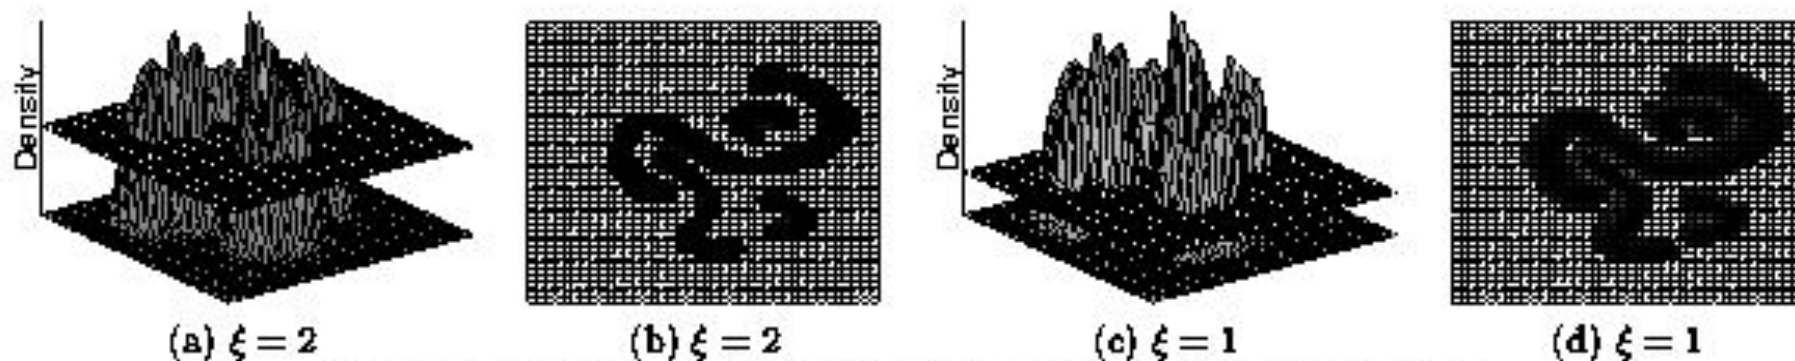 Density
Density
(a) ξ = 2
(b) ξ = 2
(c) ξ = 1
(d) ξ = 1